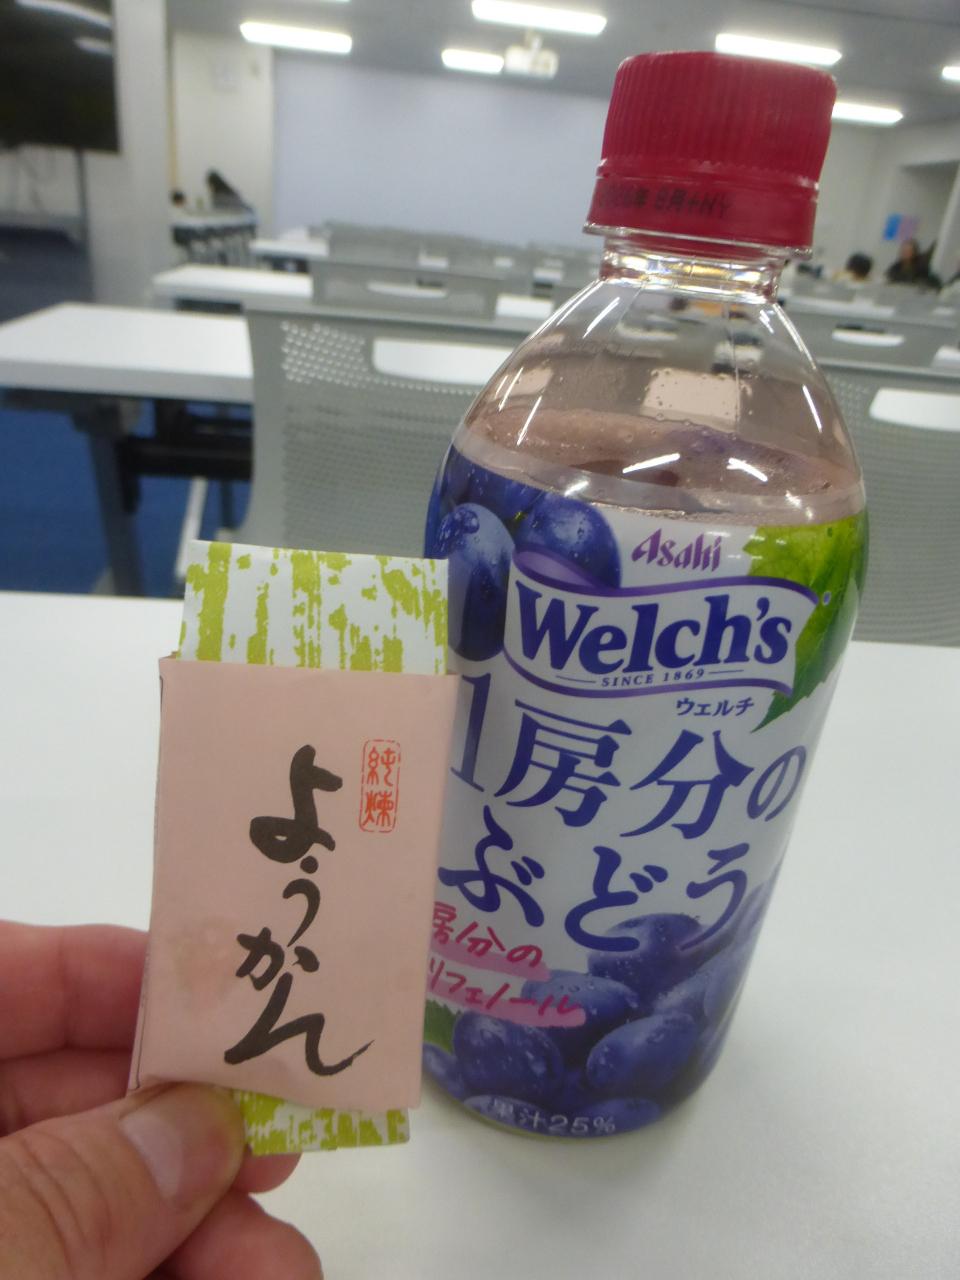 Asahi
Welch's
SINCE 1869
ウェルチ
1房分の
ぶどう
房分の
リフェノール
果汁25%
純煉
ようかん